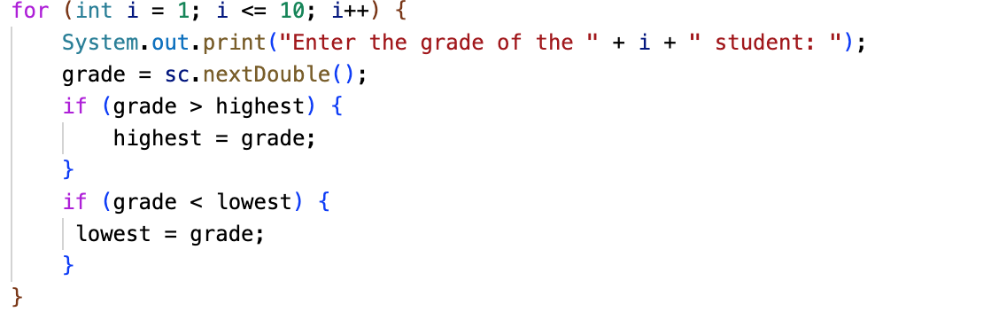 for (int i = 1; i <= 10; i++) {
    System.out.print("Enter the grade of the " + i + " student: ");
    grade = sc.nextDouble();
    if (grade > highest) {
        highest = grade;
    }
    if (grade < lowest) {
     lowest = grade;
    }
}